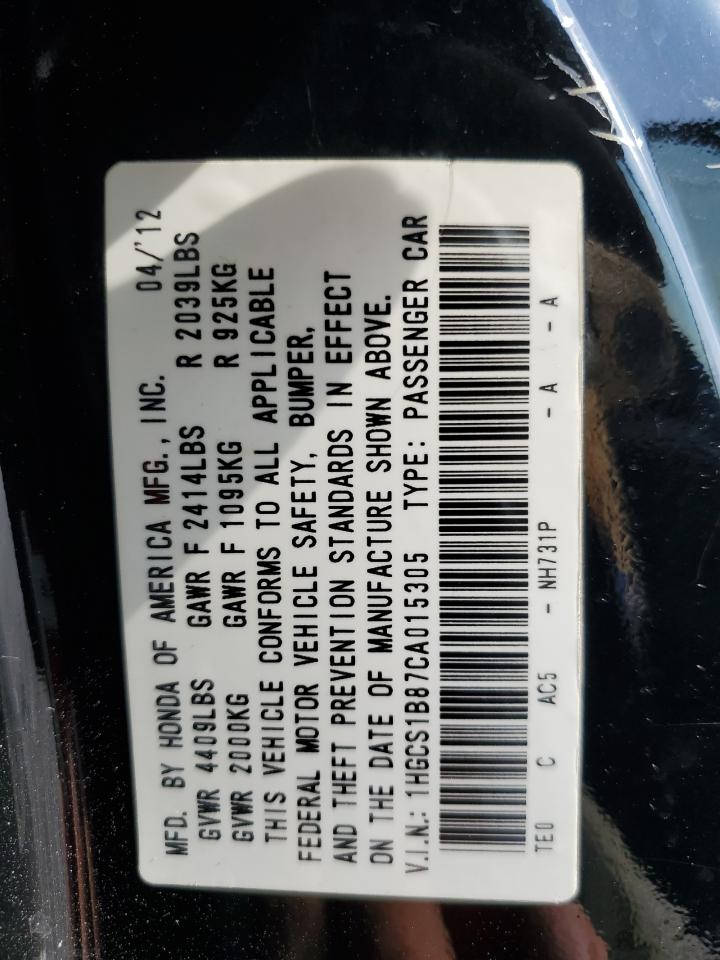 MFD. BY HONDA OF AMERICA MFG., INC. 04/'12
GVWR 4409LBS GAWR F 2414LBS R 2039LBS
GVWR 2000KG GAWR F 1095KG R 925KG
THIS VEHICLE CONFORMS TO ALL APPLICABLE
FEDERAL MOTOR VEHICLE SAFETY, BUMPER,
AND THEFT PREVENTION STANDARDS IN EFFECT
ON THE DATE OF MANUFACTURE SHOWN ABOVE.
V.I.N.: 1HGCS1B87CA015305 TYPE: PASSENGER CAR
TE0 C AC5 - NH731P - A - A